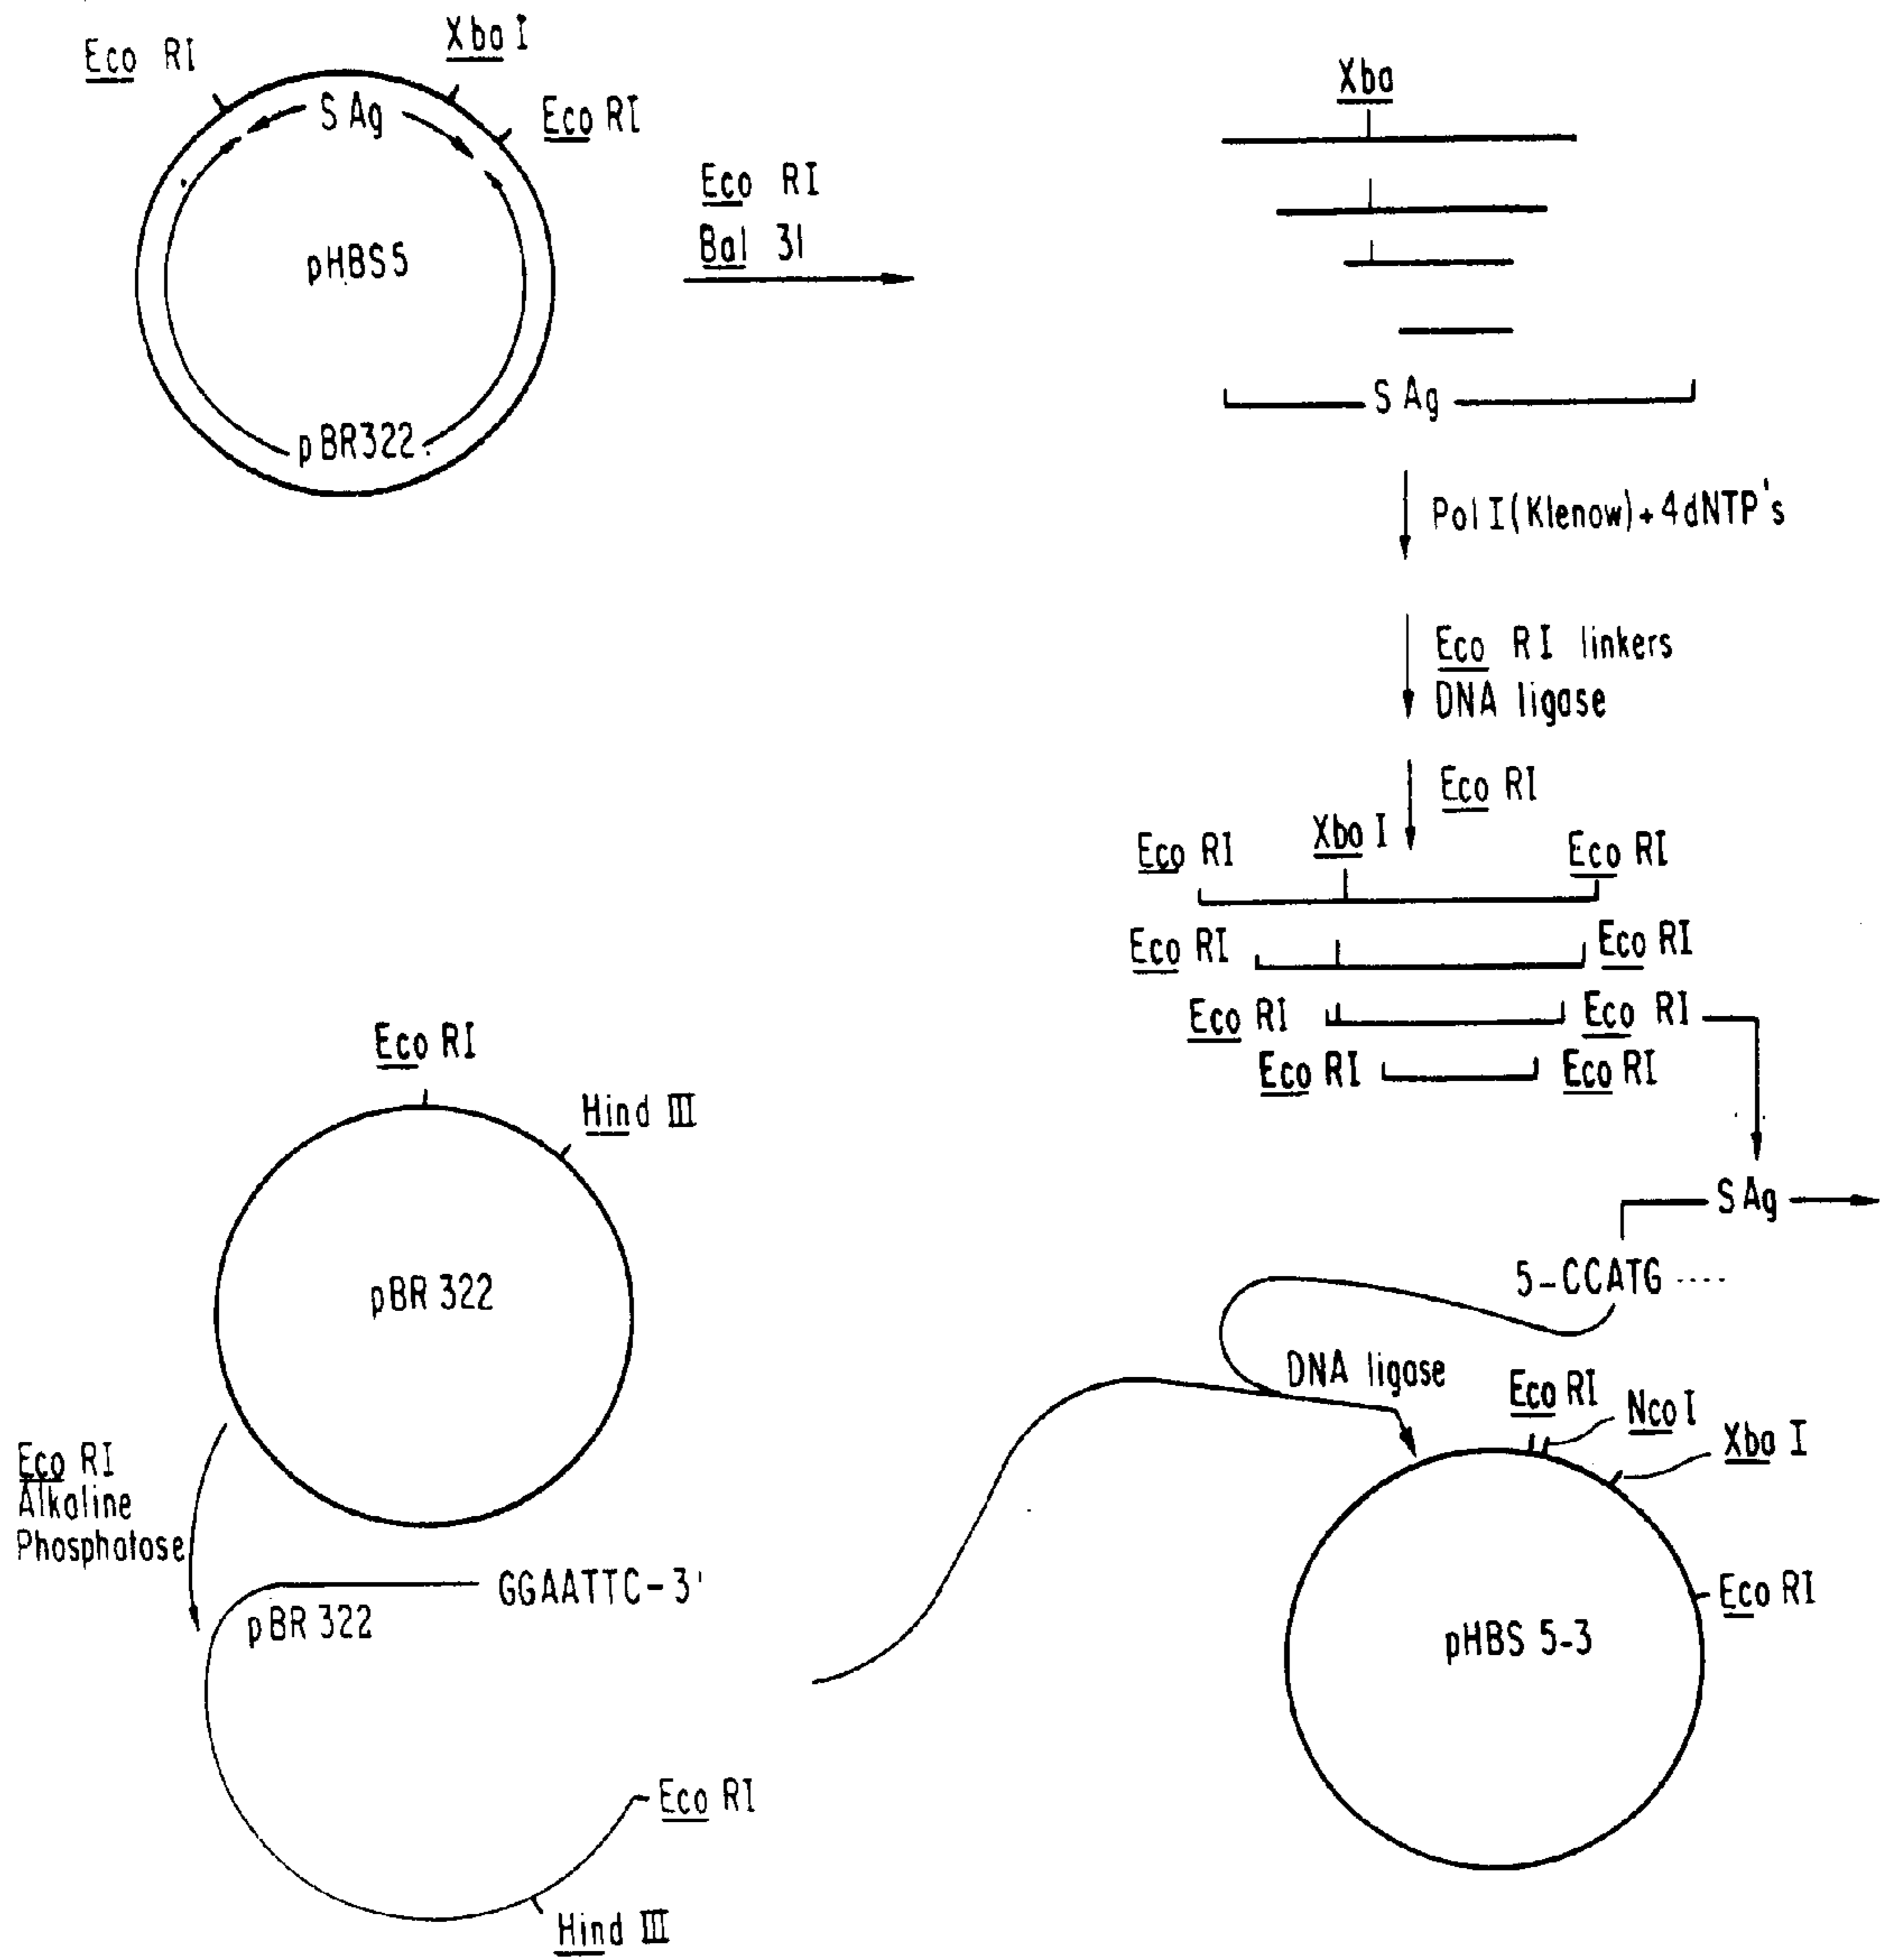 Eco RI
Xba I
S Ag
Eco RI
pHBS5
pBR322
Eco RI
Bal 31
Xba
S Ag
Pol I (Klenow) + 4dNTP's
Eco RI linkers
DNA ligase
Eco RI
Xba I
Eco RI
Eco RI
Eco RI
Eco RI
Eco RI
Eco RI
Eco RI
Eco RI
S Ag
5-CCATG ----
DNA ligase
Eco RI
Nco I
Xba I
Eco RI
pHBS 5-3
Eco RI
Hind III
pBR 322
Eco RI
Alkaline
Phosphatase
GGAATTC-3'
pBR 322
Eco RI
Hind III